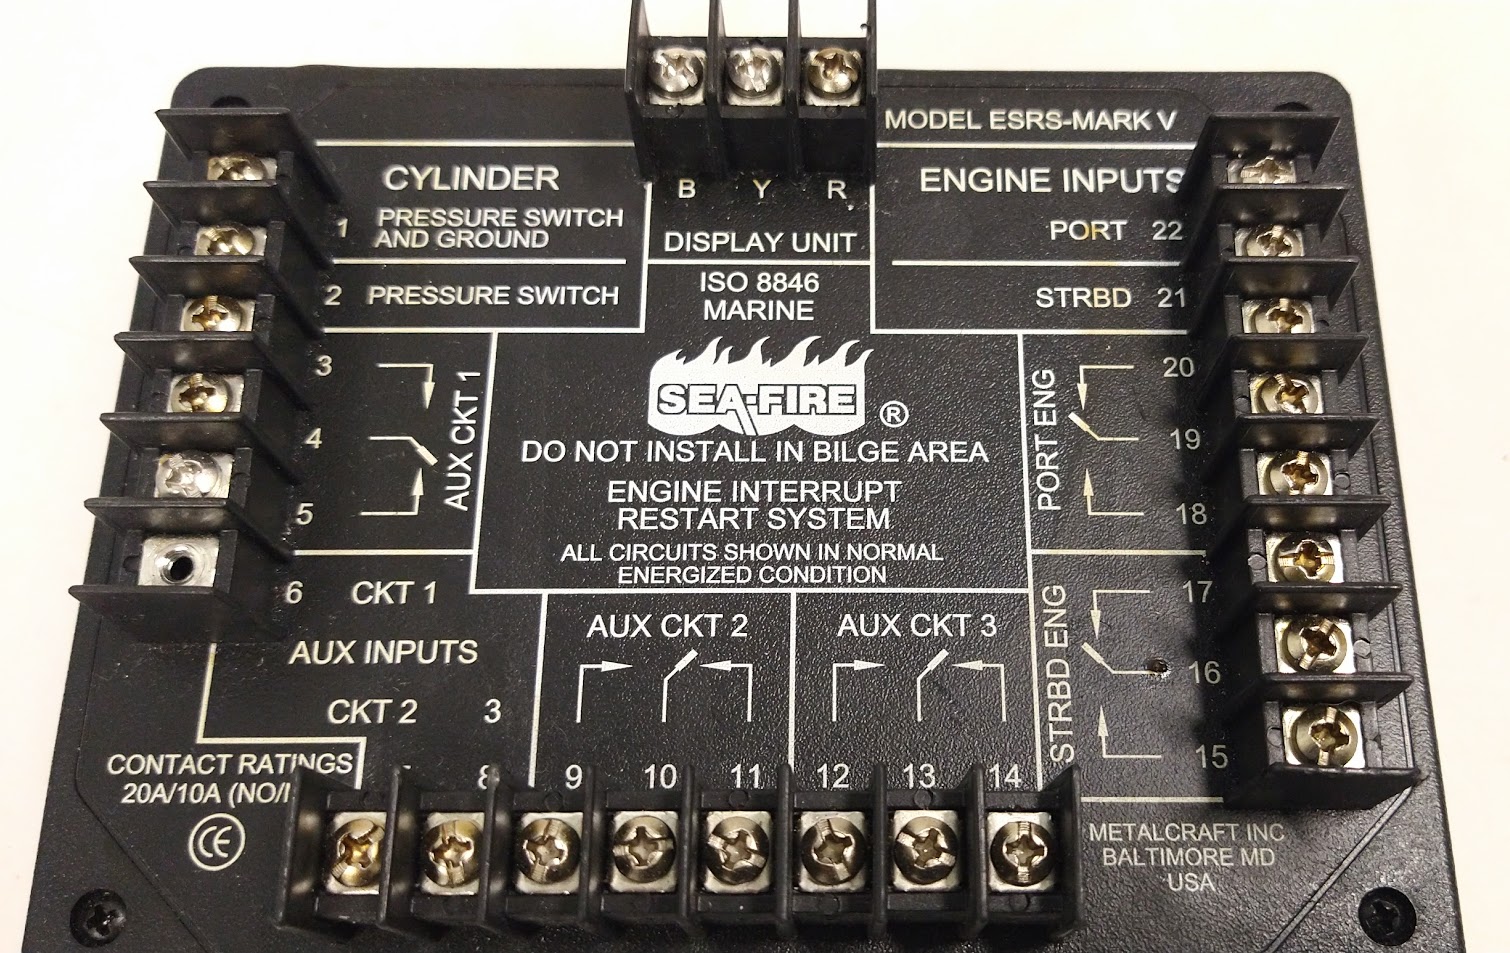 MODEL ESRS-MARK V
B Y R
DISPLAY UNIT
CYLINDER
1 PRESSURE SWITCH
AND GROUND
2 PRESSURE SWITCH
ENGINE INPUTS
PORT 22
STRBD 21
ISO 8846
MARINE
SEA-FIRE ®
DO NOT INSTALL IN BILGE AREA
ENGINE INTERRUPT
RESTART SYSTEM
ALL CIRCUITS SHOWN IN NORMAL
ENERGIZED CONDITION
3
4
5
AUX CKT 1
PORT ENG
20
19
18
6 CKT 1
AUX INPUTS
CKT 2 3
AUX CKT 2
AUX CKT 3
STRBD ENG
17
16
15
CONTACT RATINGS
20A/10A (NO/
CE
8 9 10 11 12 13 14
METALCRAFT INC
BALTIMORE MD
USA